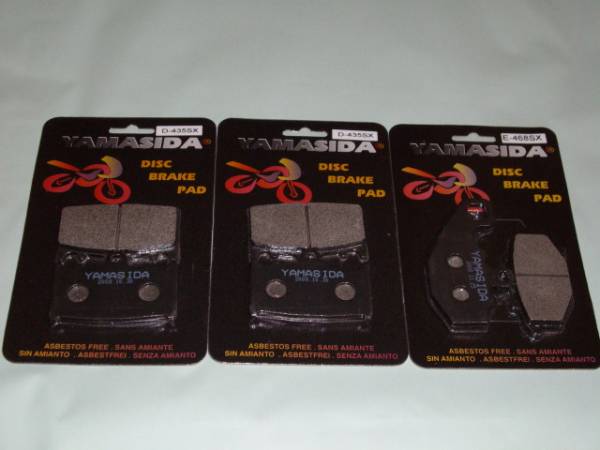 D-435SX
YAMASIDA®
DISC
BRAKE
PAD
YAMASIDA
ASBESTOS FREE . SANS AMIANTE
SIN AMIANTO . ASBESTFREI . SENZA AMIANTO
D-435SX
YAMASIDA®
DISC
BRAKE
PAD
YAMASIDA
ASBESTOS FREE . SANS AMIANTE
SIN AMIANTO . ASBESTFREI . SENZA AMIANTO
E-468SX
YAMASIDA®
DISC
BRAKE
PAD
YAMASIDA
ASBESTOS FREE . SANS AMIANTE
SIN AMIANTO . ASBESTFREI . SENZA AMIANTO